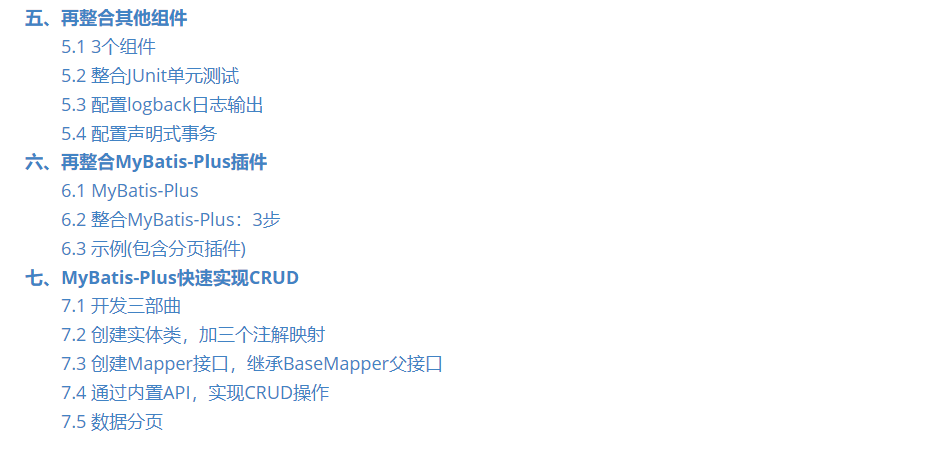 五、再整合其他组件
5.1 3个组件
5.2 整合JUnit单元测试
5.3 配置logback日志输出
5.4 配置声明式事务
六、再整合MyBatis-Plus插件
6.1 MyBatis-Plus
6.2 整合MyBatis-Plus：3步
6.3 示例(包含分页插件)
七、MyBatis-Plus快速实现CRUD
7.1 开发三部曲
7.2 创建实体类，加三个注解映射
7.3 创建Mapper接口，继承BaseMapper父接口
7.4 通过内置API，实现CRUD操作
7.5 数据分页